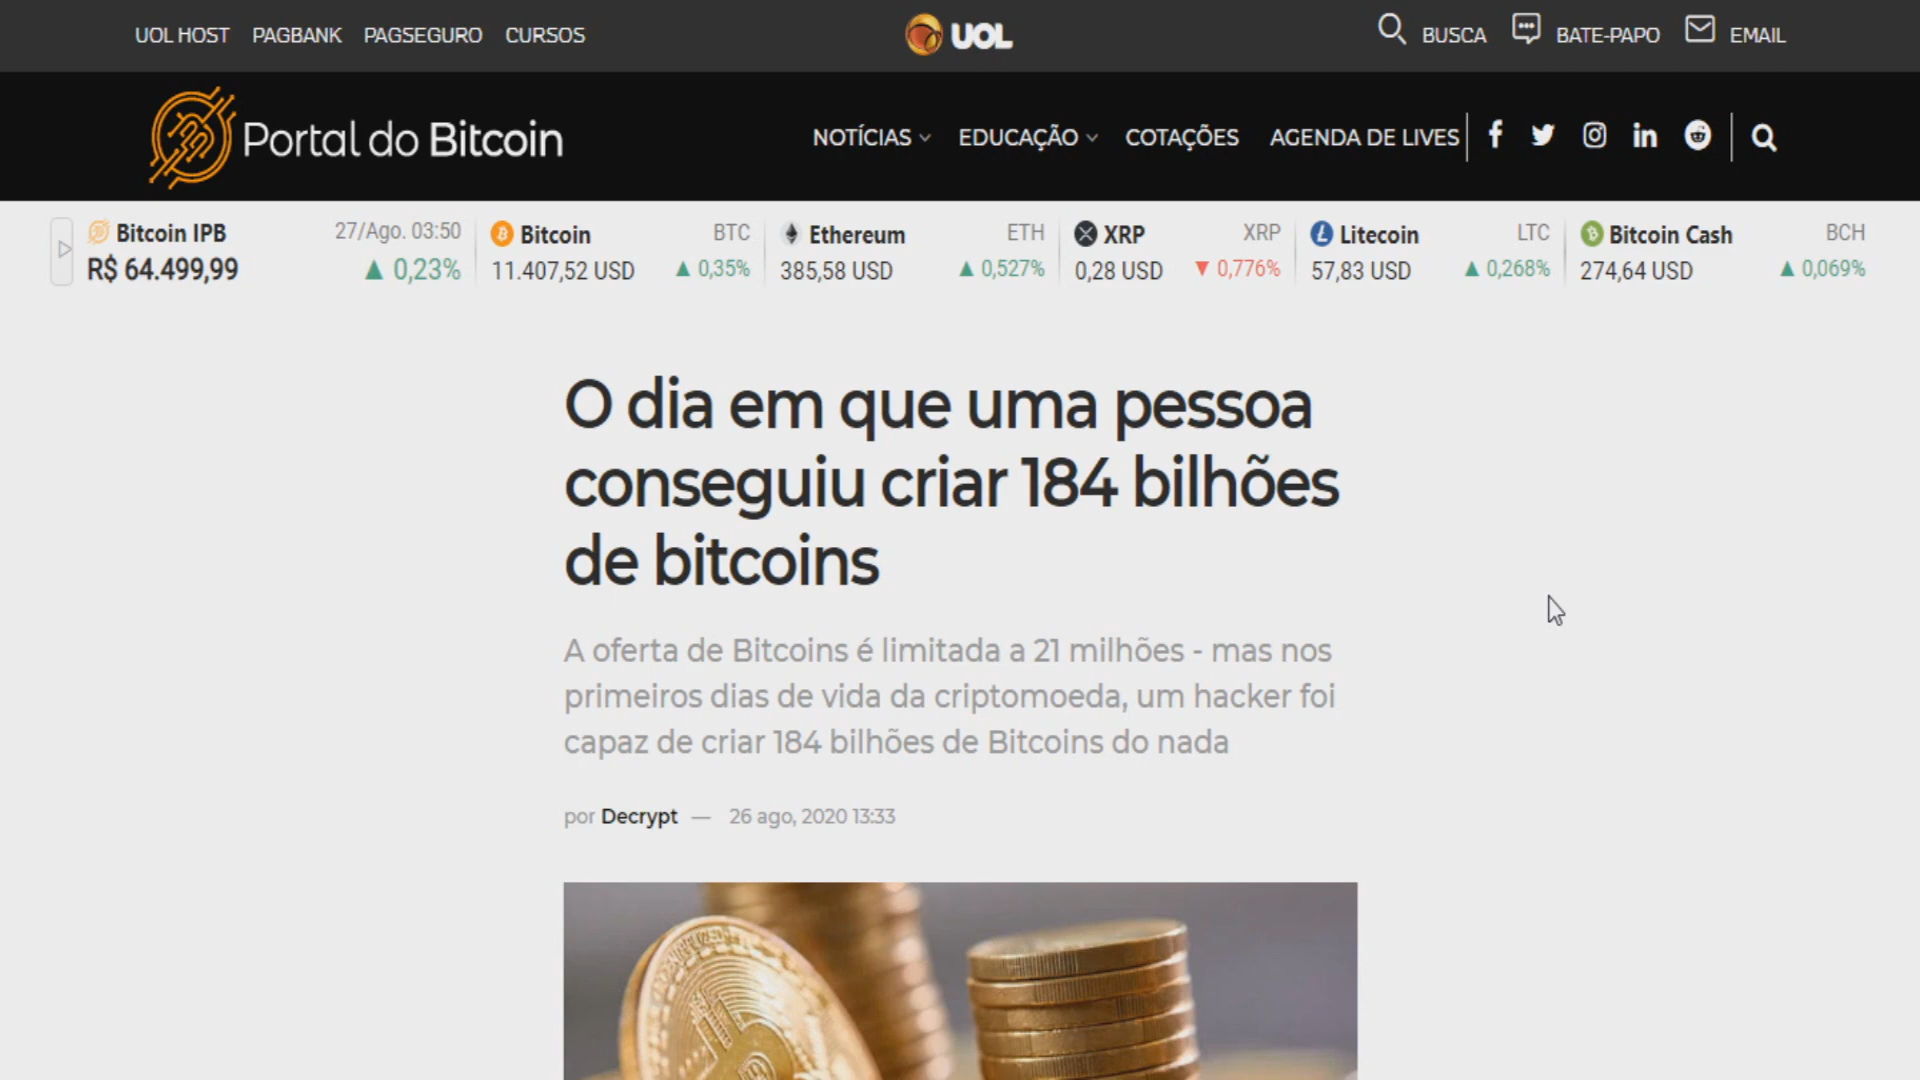 UOL HOST PAGBANK PAGSEGURO CURSOS UOL BUSCA BATE-PAPO EMAIL
Portal do Bitcoin NOTÍCIAS EDUCAÇÃO COTAÇÕES AGENDA DE LIVES
Bitcoin IPB 27/Ago. 03:50 Bitcoin BTC Ethereum ETH XRP XRP Litecoin LTC Bitcoin Cash BCH
R$ 64.499,99 ▲ 0,23% 11.407,52 USD ▲ 0,35% 385,58 USD ▲ 0,527% 0,28 USD ▼ 0,776% 57,83 USD ▲ 0,268% 274,64 USD ▲ 0,069%
O dia em que uma pessoa
conseguiu criar 184 bilhões
de bitcoins
A oferta de Bitcoins é limitada a 21 milhões - mas nos
primeiros dias de vida da criptomoeda, um hacker foi
capaz de criar 184 bilhões de Bitcoins do nada
por Decrypt — 26 ago, 2020 13:33